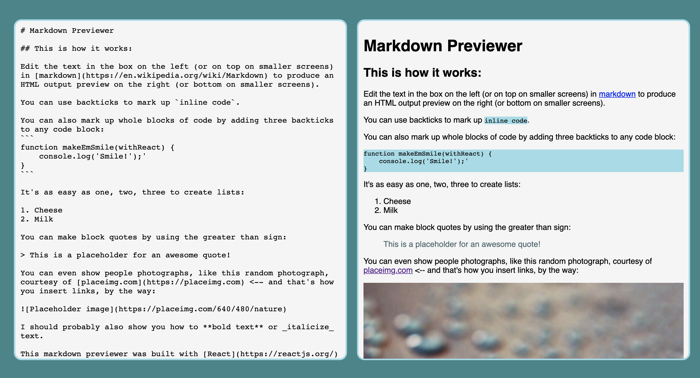 # Markdown Previewer
## This is how it works:
Edit the text in the box on the left (or on top on smaller screens)
in [markdown](https://en.wikipedia.org/wiki/Markdown) to produce an
HTML output preview on the right (or bottom on smaller screens).
You can use backticks to mark up `inline code`.
You can also mark up whole blocks of code by adding three backticks
to any code block:
```
function makeEmSmile(withReact) {
    console.log('Smile!');'
}
```
It's as easy as one, two, three to create lists:
1. Cheese
2. Milk
You can make block quotes by using the greater than sign:
> This is a placeholder for an awesome quote!
You can even show people photographs, like this random photograph,
courtesy of [placeimg.com](https://placeimg.com) <-- and that's how
you insert links, by the way:
![Placeholder image](https://placeimg.com/640/480/nature)
I should probably also show you how to **bold text** or _italicize_
text.
This markdown previewer was built with [React](https://reactjs.org/)
Markdown Previewer
This is how it works:
Edit the text in the box on the left (or on top on smaller screens) in markdown to produce
an HTML output preview on the right (or bottom on smaller screens).
You can use backticks to mark up inline code.
You can also mark up whole blocks of code by adding three backticks to any code block:
function makeEmSmile(withReact) {
    console.log('Smile!');'
}
It's as easy as one, two, three to create lists:
1. Cheese
2. Milk
You can make block quotes by using the greater than sign:
This is a placeholder for an awesome quote!
You can even show people photographs, like this random photograph, courtesy of
placeimg.com <-- and that's how you insert links, by the way: